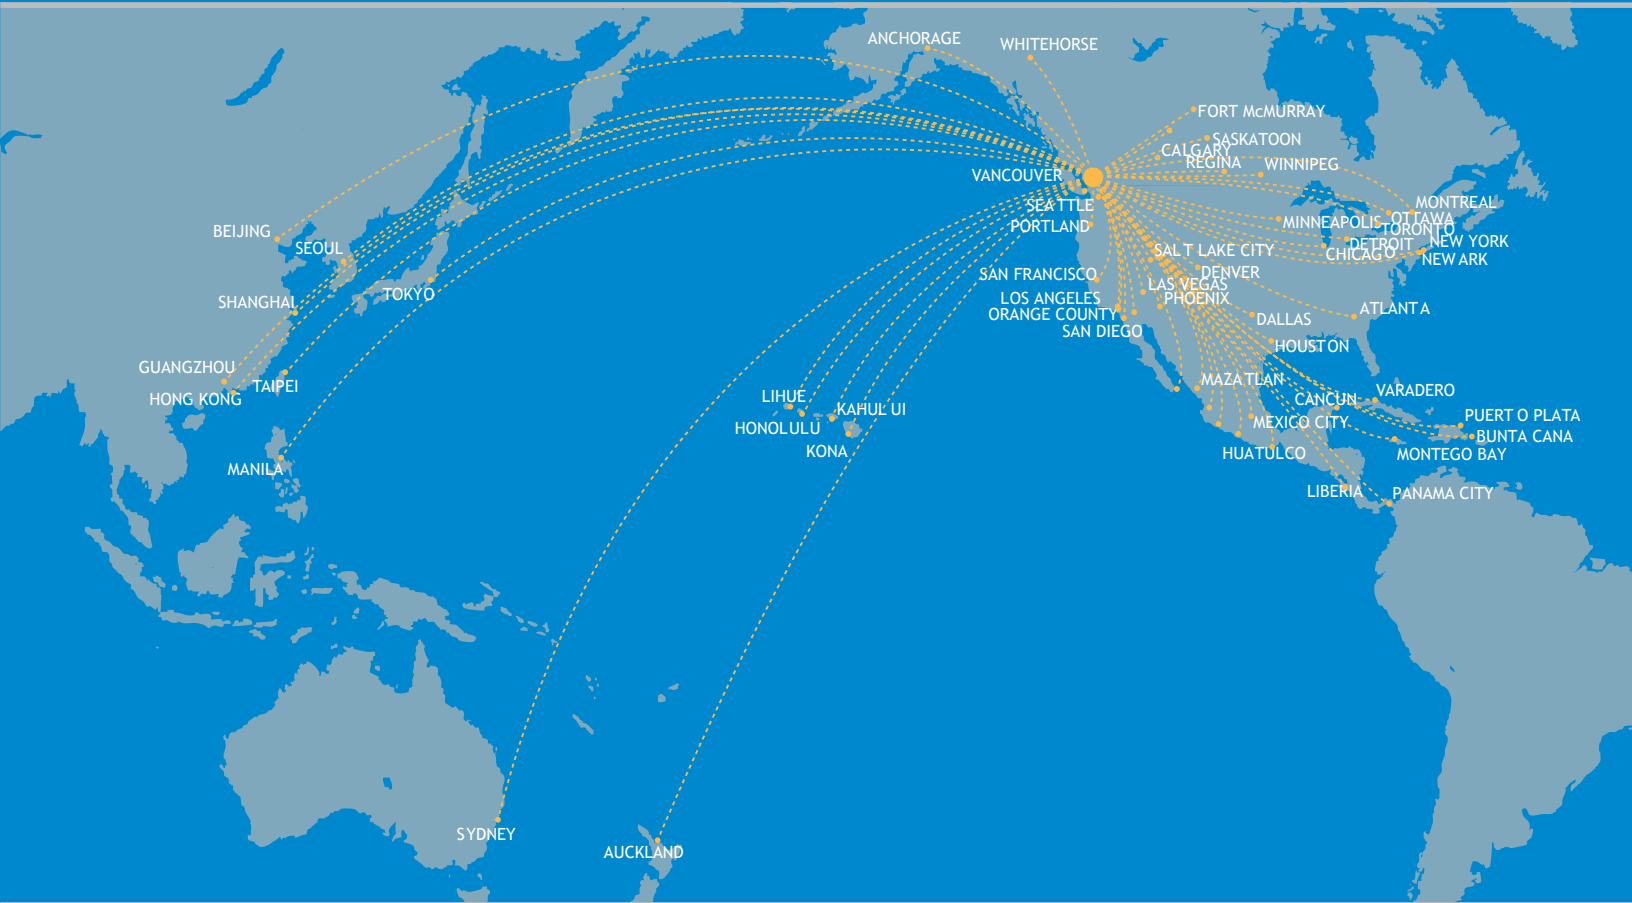 ANCHORAGE
WHITEHORSE
FORT McMURRAY
SASKATOON
CALGARY
REGINA
WINNIPEG
VANCOUVER
SEATTLE
PORTLAND
MONTREAL
OTTAWA
MINNEAPOLIS
TORONTO
DETROIT
NEW YORK
CHICAGO
NEWARK
SALT LAKE CITY
DENVER
SAN FRANCISCO
LAS VEGAS
LOS ANGELES
PHOENIX
ORANGE COUNTY
SAN DIEGO
ATLANTA
DALLAS
HOUSTON
MAZATLAN
CANCUN
VARADERO
MEXICO CITY
PUERTO PLATA
BUNTA CANA
HUATULCO
MONTEGO BAY
LIBERIA
PANAMA CITY
BEIJING
SEOUL
SHANGHAI
TOKYO
GUANGZHOU
TAIPEI
HONG KONG
MANILA
LIHUE
KAHULUI
HONOLULU
KONA
SYDNEY
AUCKLAND